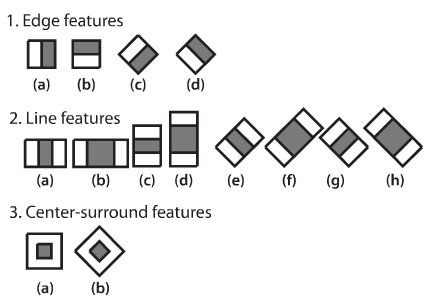 1. Edge features
(a) (b) (c) (d)
2. Line features
(a) (b) (c) (d) (e) (f) (g) (h)
3. Center-surround features
(a) (b)